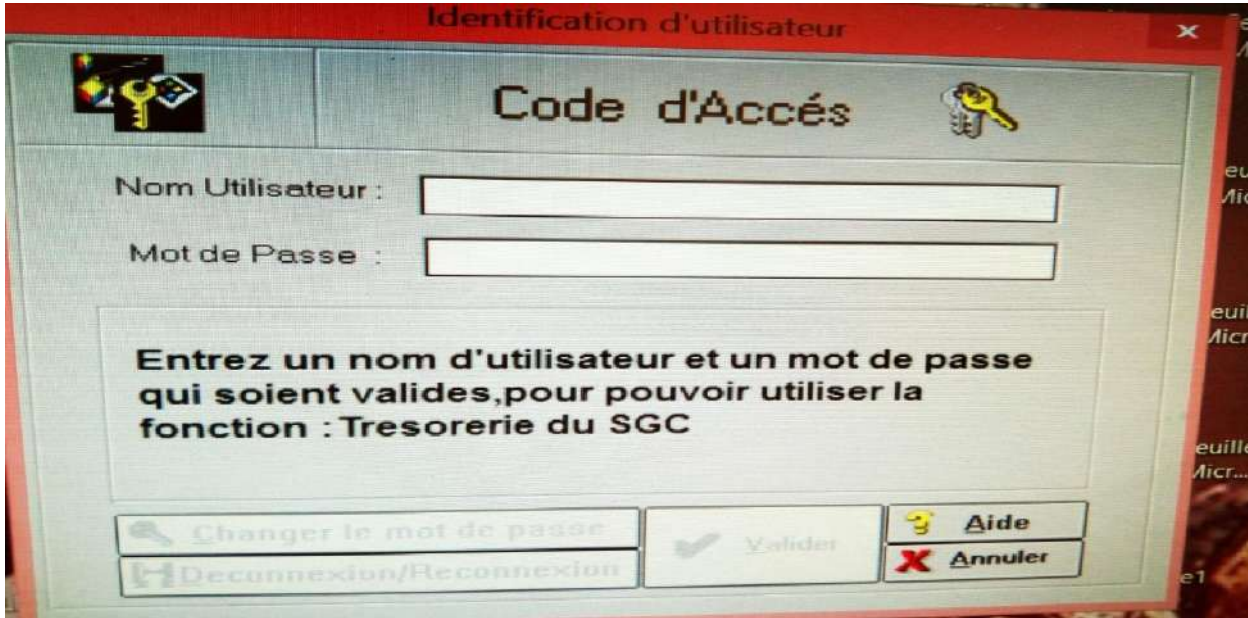 Identification d'utilisateur
Code d'Accés
Nom Utilisateur :
Mot de Passe :
Entrez un nom d'utilisateur et un mot de passe
qui soient valides,pour pouvoir utiliser la
fonction : Tresorerie du SGC
Changer le mot de passe
Valider
Aide
Deconnexion/Reconnexion
Annuler